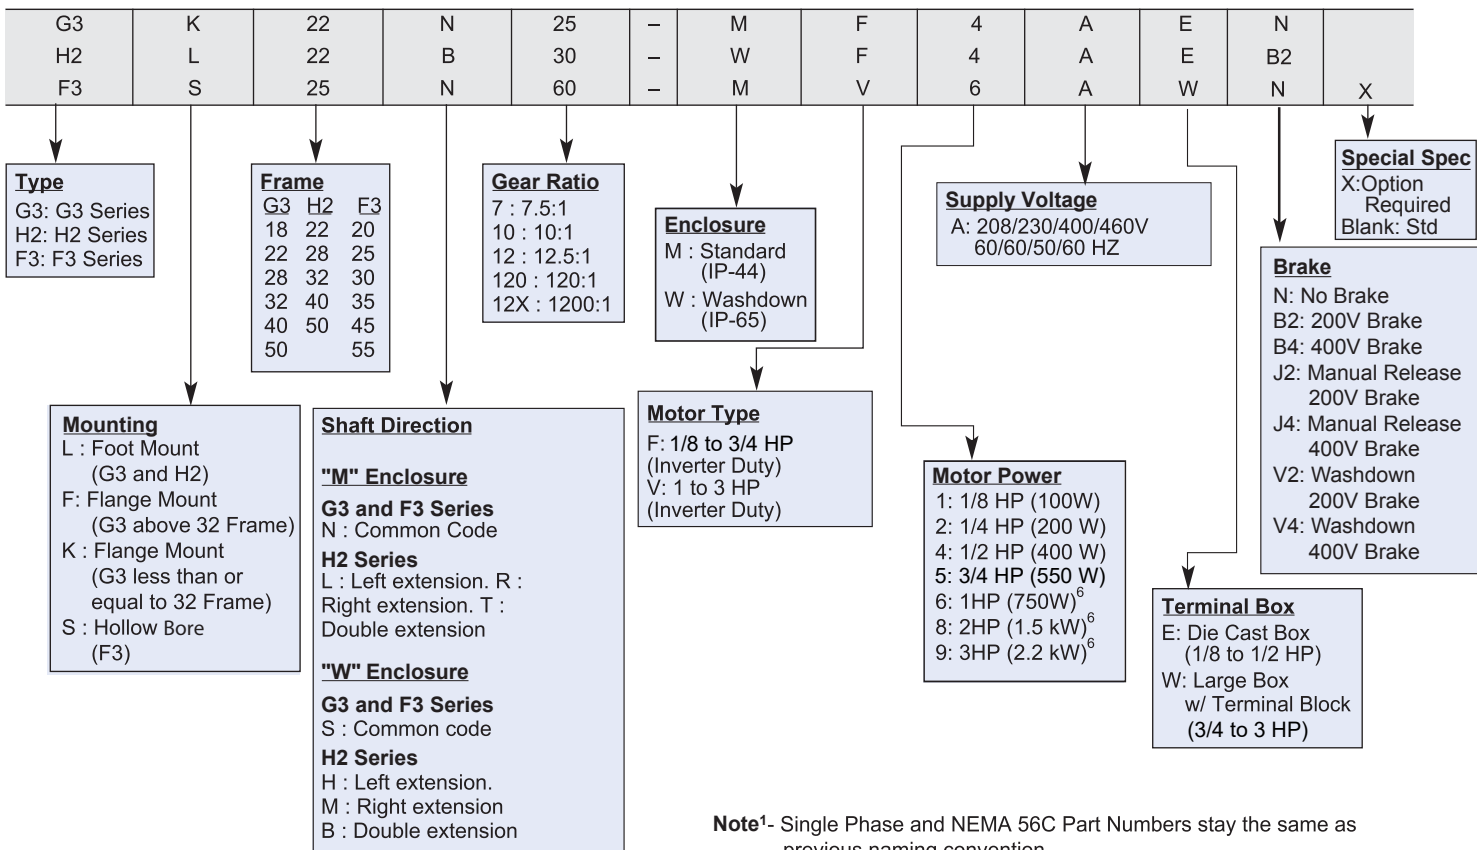 G3 K 22 N 25 – M F 4 A E N
H2 L 22 B 30 – W F 4 A E B2
F3 S 25 N 60 – M V 6 A W N X
Type
G3: G3 Series
H2: H2 Series
F3: F3 Series
Frame
G3 H2 F3
18 22 20
22 28 25
28 32 30
32 40 35
40 50 45
50 55
Gear Ratio
7 : 7.5:1
10 : 10:1
12 : 12.5:1
120 : 120:1
12X : 1200:1
Enclosure
M : Standard
(IP-44)
W : Washdown
(IP-65)
Supply Voltage
A: 208/230/400/460V
60/60/50/60 HZ
Special Spec
X:Option
Required
Blank: Std
Brake
N: No Brake
B2: 200V Brake
B4: 400V Brake
J2: Manual Release
200V Brake
J4: Manual Release
400V Brake
V2: Washdown
200V Brake
V4: Washdown
400V Brake
Mounting
L : Foot Mount
(G3 and H2)
F: Flange Mount
(G3 above 32 Frame)
K : Flange Mount
(G3 less than or
equal to 32 Frame)
S : Hollow Bore
(F3)
Shaft Direction
"M" Enclosure
G3 and F3 Series
N : Common Code
H2 Series
L : Left extension. R :
Right extension. T :
Double extension
"W" Enclosure
G3 and F3 Series
S : Common code
H2 Series
H : Left extension.
M : Right extension
B : Double extension
Motor Type
F: 1/8 to 3/4 HP
(Inverter Duty)
V: 1 to 3 HP
(Inverter Duty)
Motor Power
1: 1/8 HP (100W)
2: 1/4 HP (200 W)
4: 1/2 HP (400 W)
5: 3/4 HP (550 W)
6: 1HP (750W)6
8: 2HP (1.5 kW)6
9: 3HP (2.2 kW)6
Terminal Box
E: Die Cast Box
(1/8 to 1/2 HP)
W: Large Box
w/ Terminal Block
(3/4 to 3 HP)
Note1- Single Phase and NEMA 56C Part Numbers stay the same as
previous naming convention